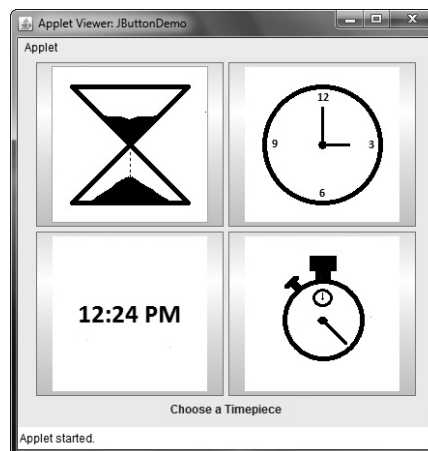 Applet Viewer: JButtonDemo
Applet
12
9
3
6
12:24 PM
Choose a Timepiece
Applet started.